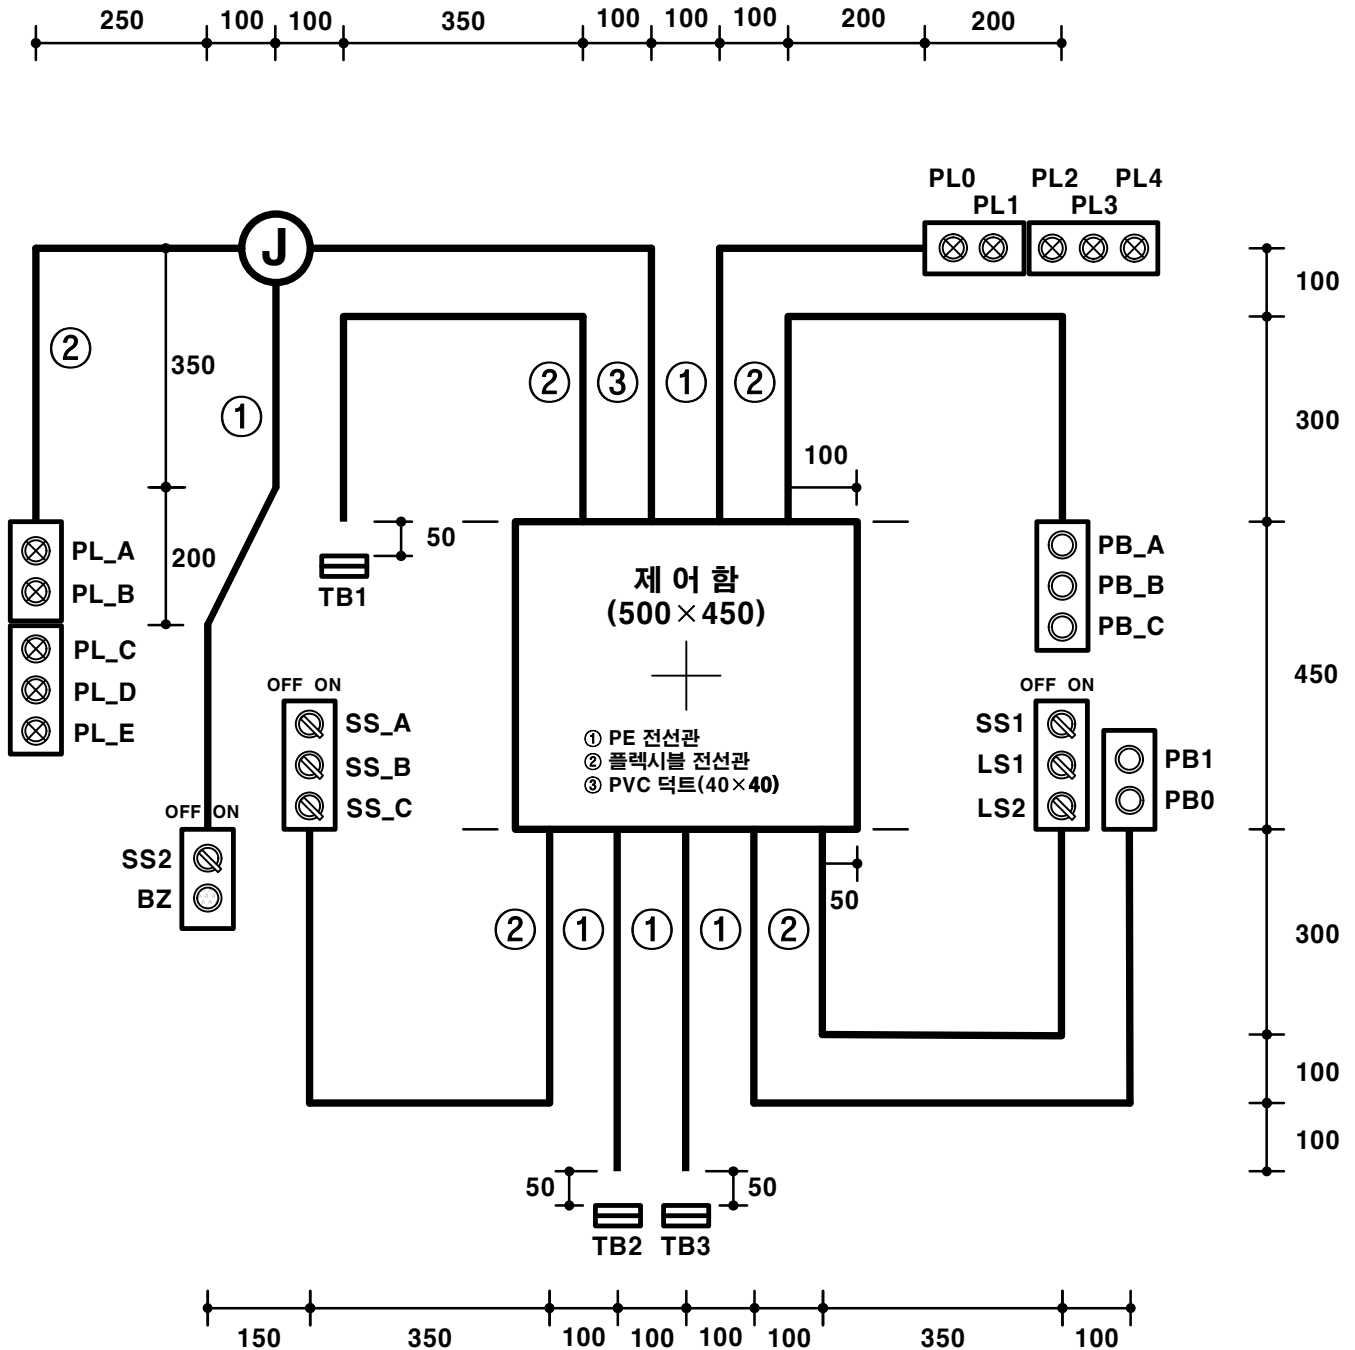 250 100 100 350 100 100 100 200 200
PL0 PL2 PL4
PL1 PL3
J
100
② 350 ② ③ ① ②
① 300
100
50
PL_A 200 제 어 함 PB_A
PL_B TB1 (500×450) PB_B
PB_C
PL_C
PL_D OFF ON OFF ON 450
PL_E SS_A SS1
① PE 전선관
SS_B ② 플렉시블 전선관 LS1 PB1
SS_C ③ PVC 덕트(40×40) LS2 PB0
OFF ON
SS2
BZ 50
② ① ① ① ② 300
100
100
50 50
TB2 TB3
150 350 100 100 100 100 350 100